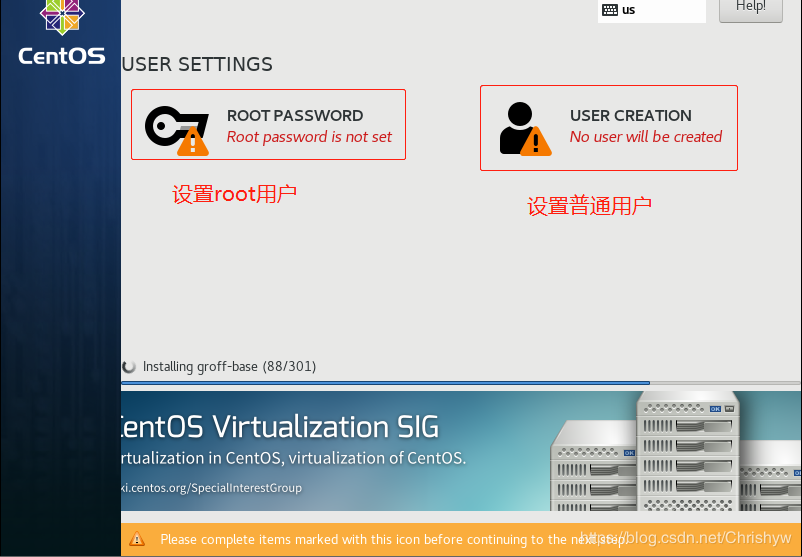 CentOS
us
Help!
USER SETTINGS
ROOT PASSWORD
Root password is not set
USER CREATION
No user will be created
设置root用户
设置普通用户
Installing groff-base (88/301)
CentOS Virtualization SIG
rtualization in CentOS, virtualization of CentOS.
ki.centos.org/SpecialInterestGroup
Please complete items marked with this icon before continuing to the next step.
https://blog.csdn.net/Chrishyw